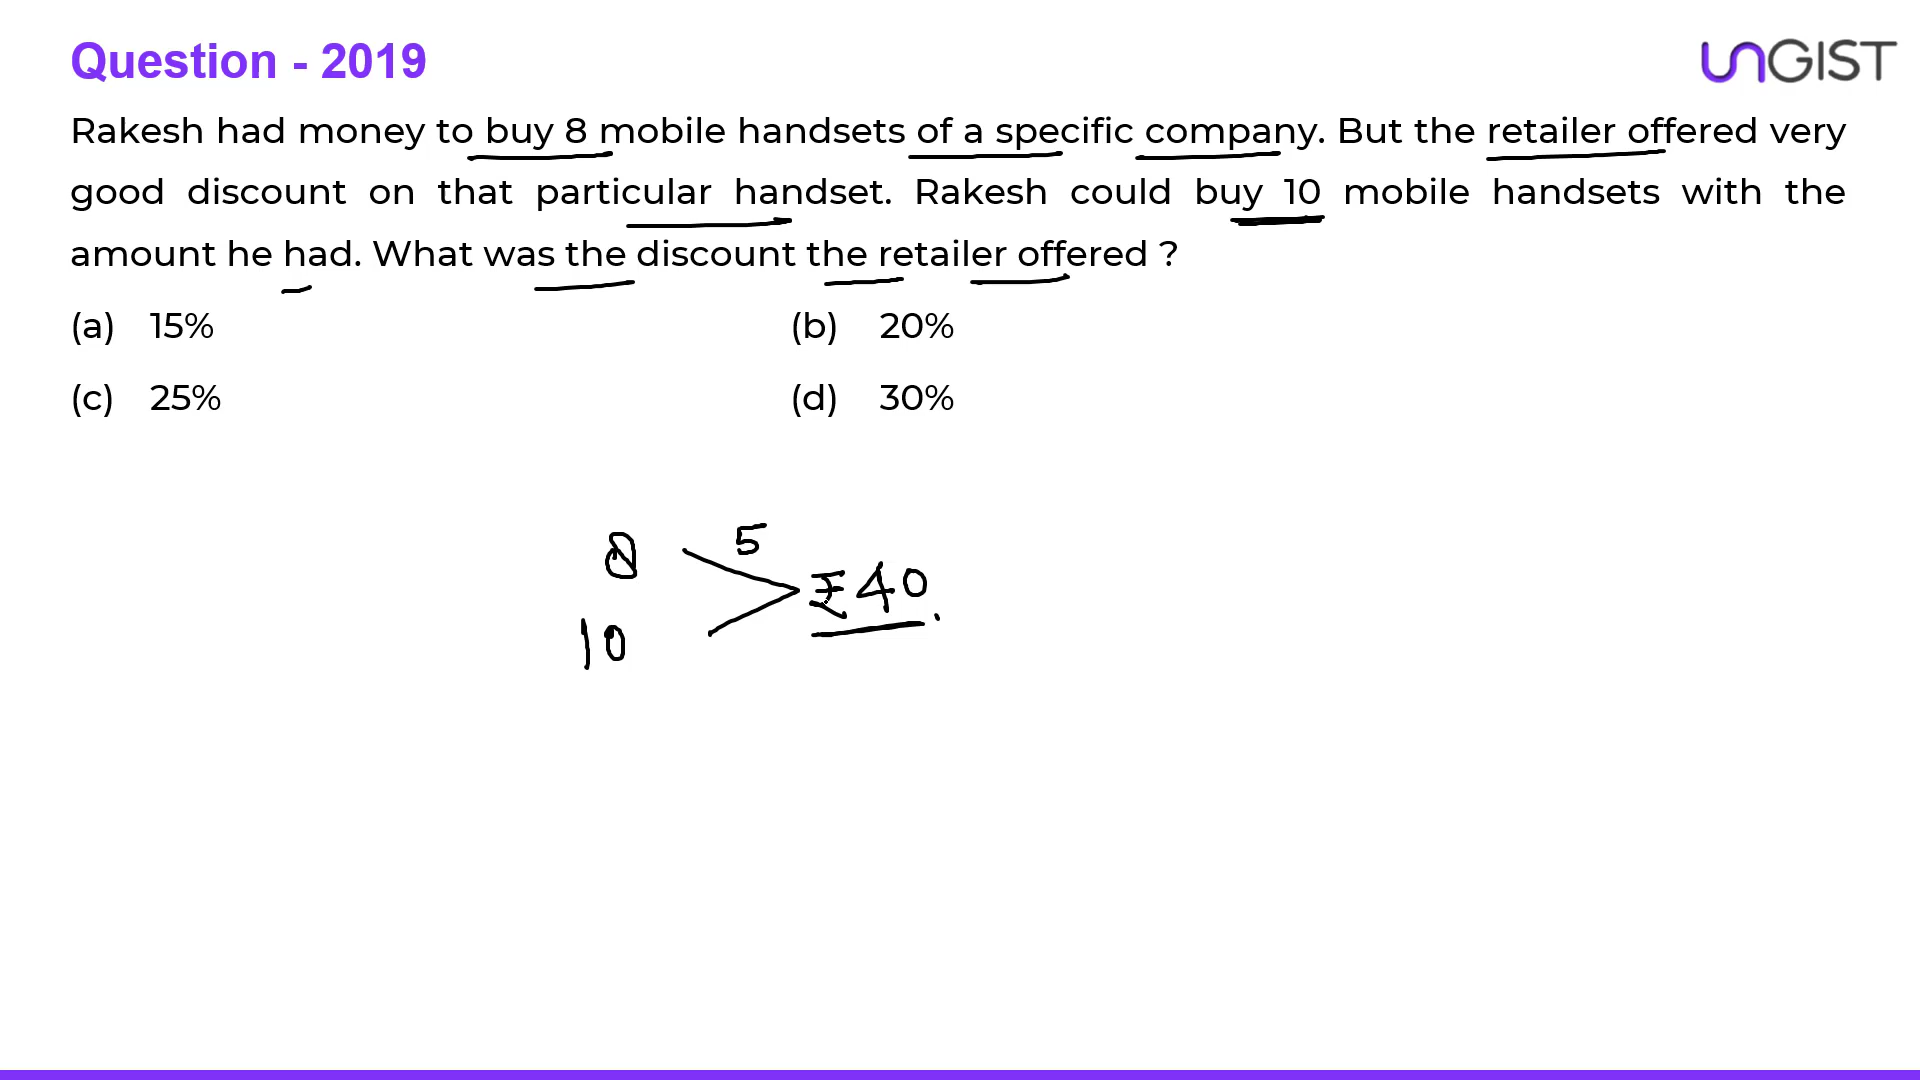 Question - 2019
UNGIST
Rakesh had money to buy 8 mobile handsets of a specific company. But the retailer offered very
good discount on that particular handset. Rakesh could buy 10 mobile handsets with the
amount he had. What was the discount the retailer offered ?
(a) 15% (b) 20%
(c) 25% (d) 30%
8 5
₹40.
10